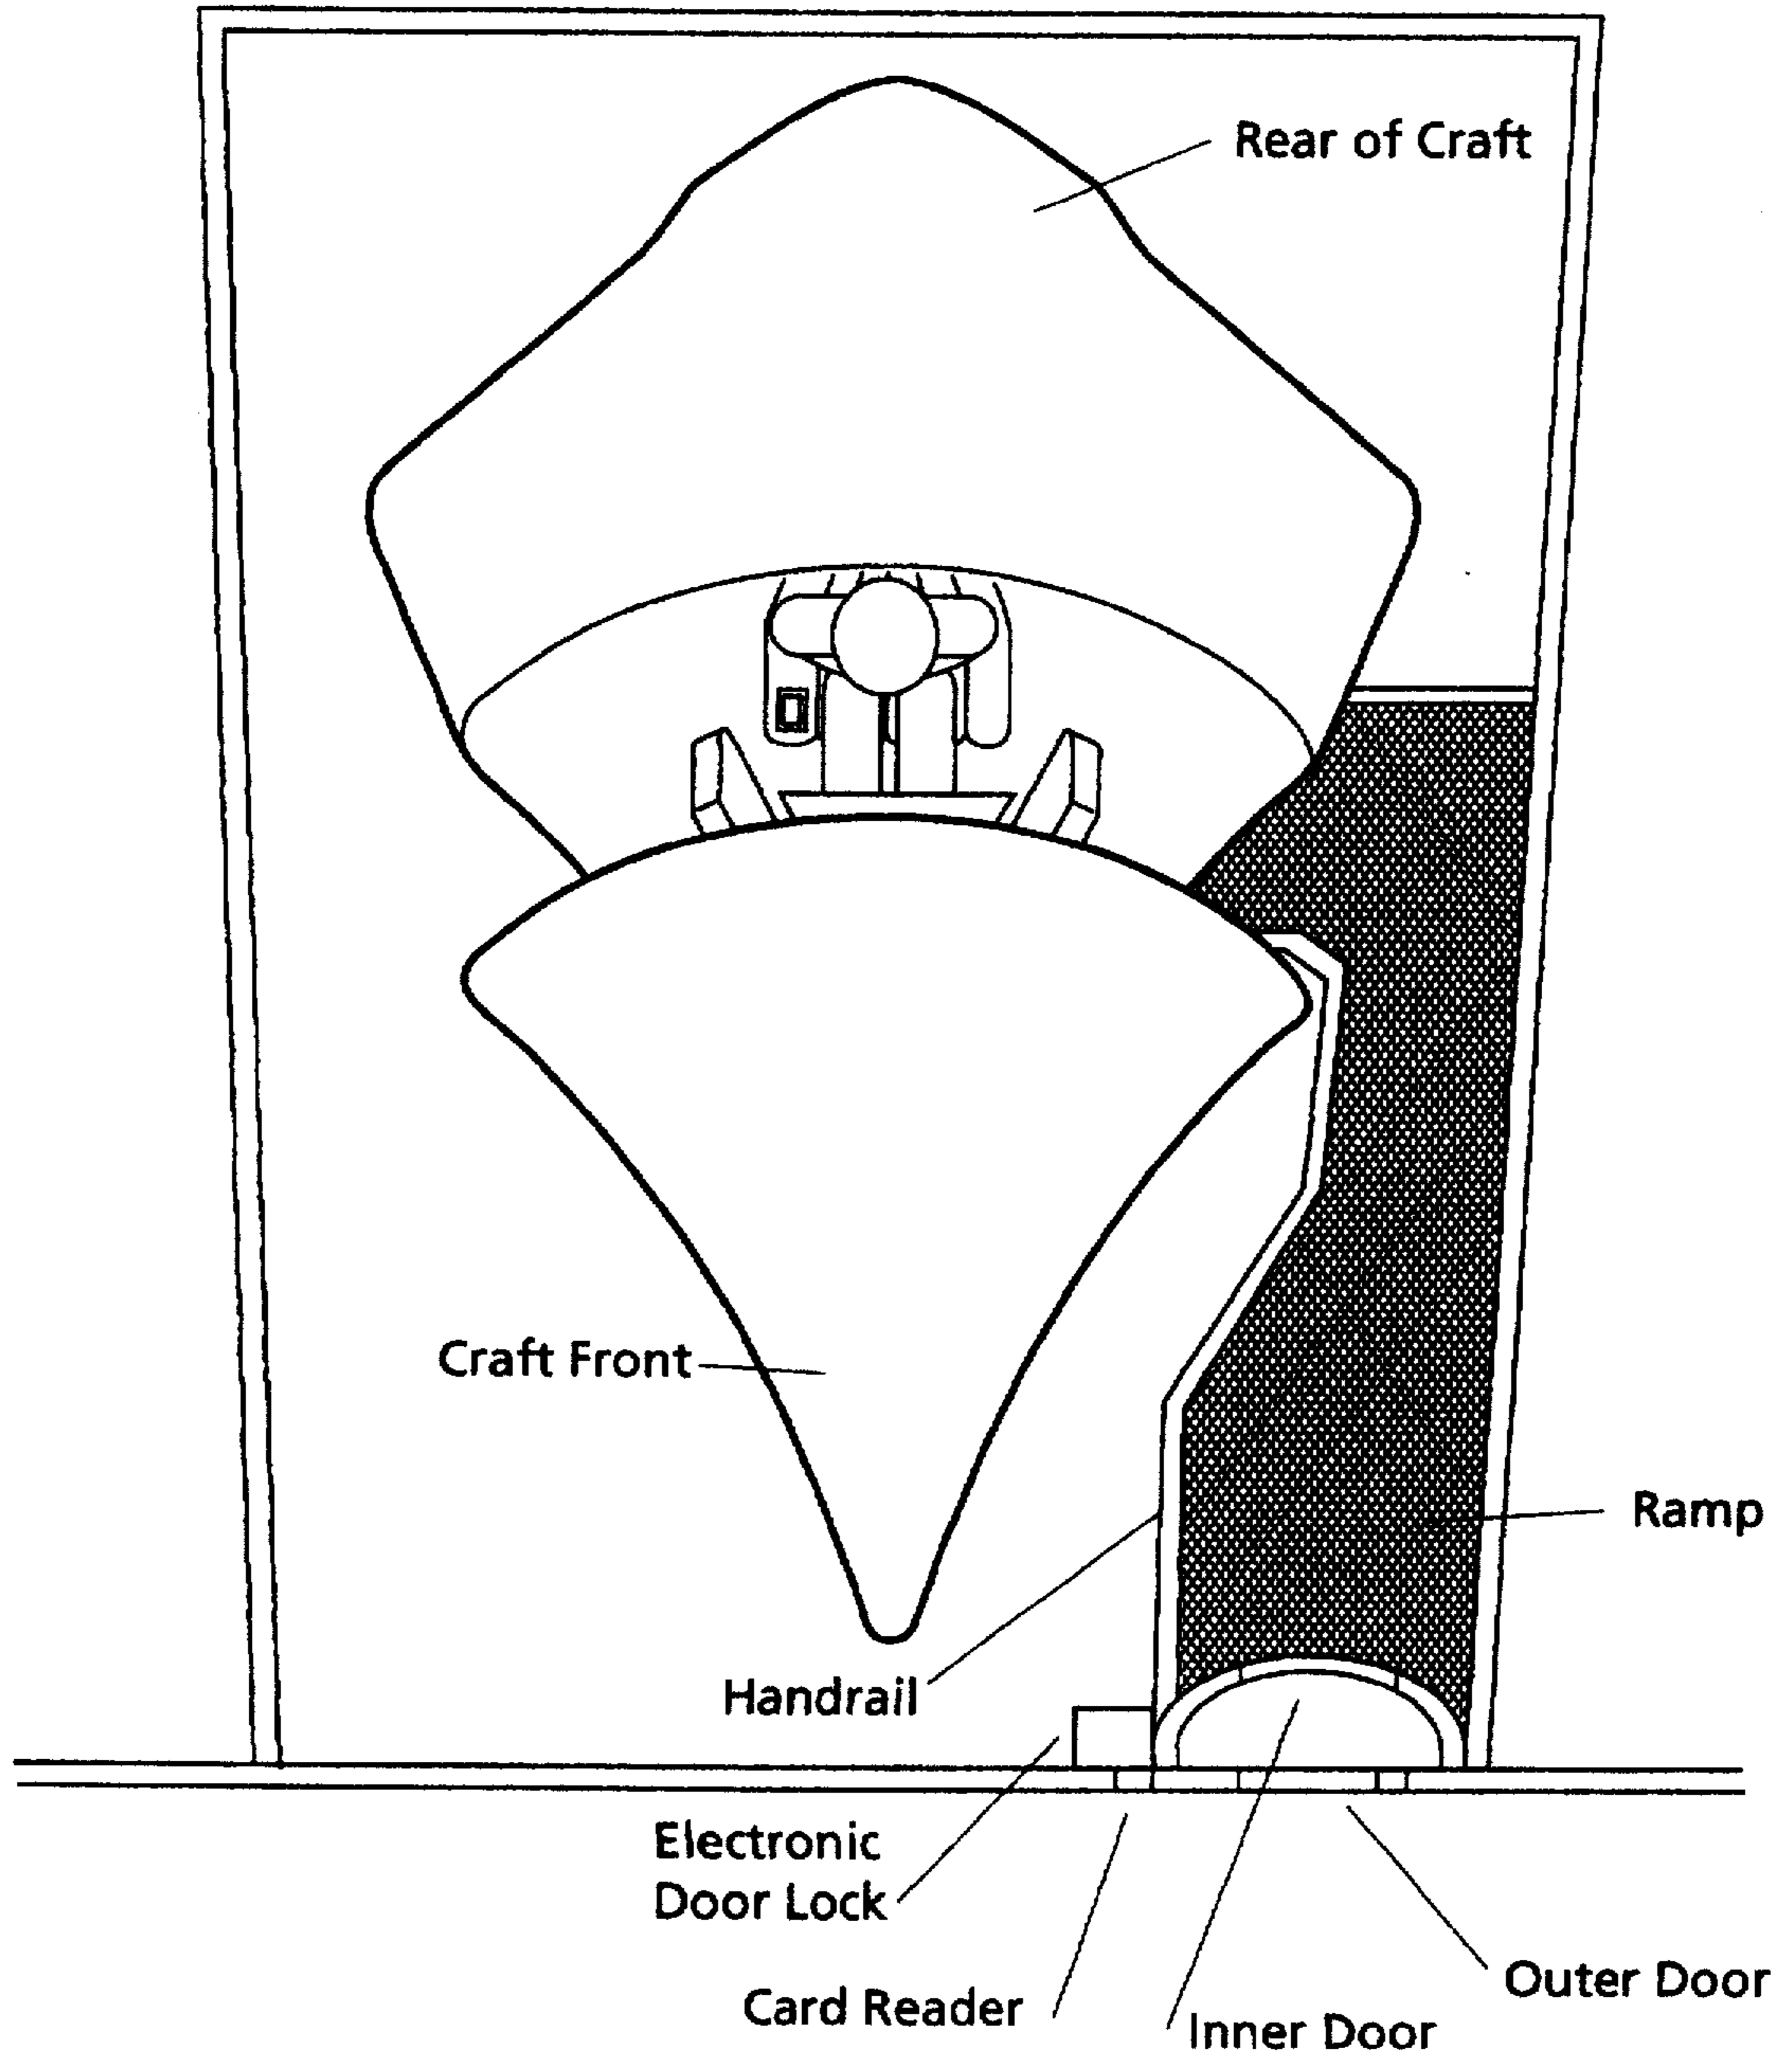 Rear of Craft
Craft Front
Ramp
Handrail
Electronic
Door Lock
Card Reader
Outer Door
Inner Door